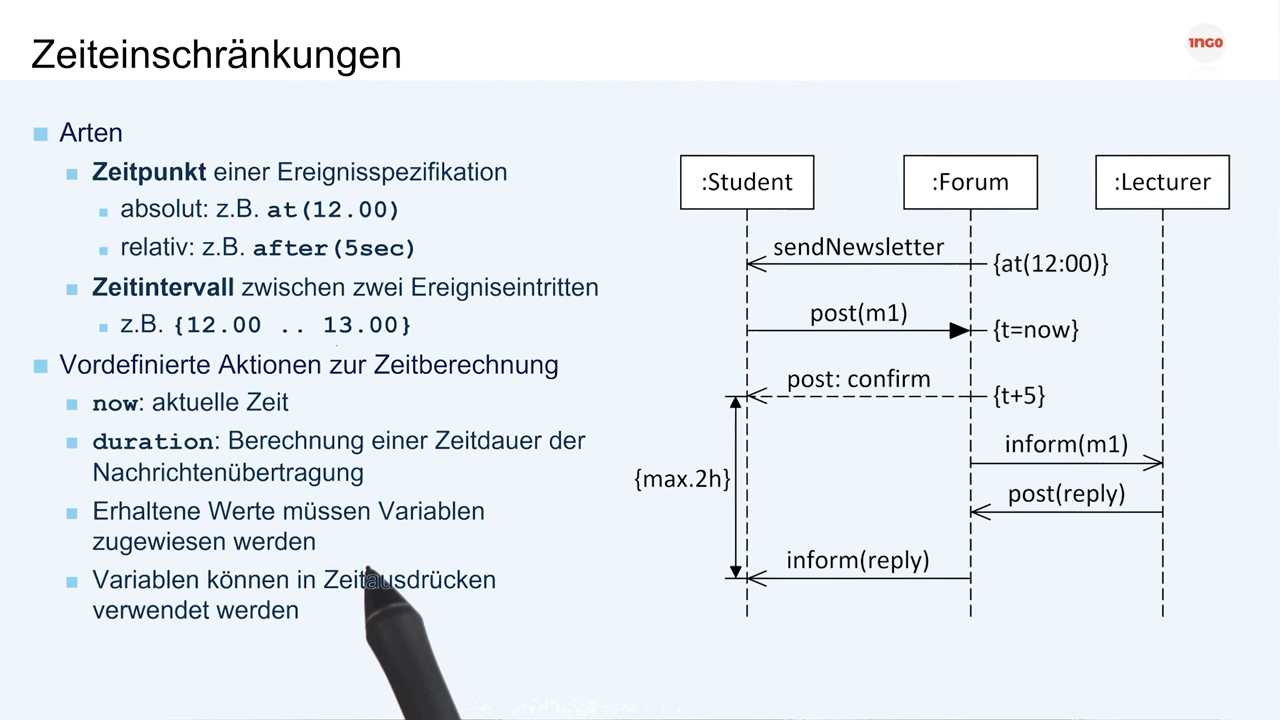 Zeiteinschränkungen
1NGO
Arten
Zeitpunkt einer Ereignisspezifikation
absolut: z.B. at(12.00)
relativ: z.B. after(5sec)
Zeitintervall zwischen zwei Ereigniseintritten
z.B. {12.00 .. 13.00}
Vordefinierte Aktionen zur Zeitberechnung
now: aktuelle Zeit
duration: Berechnung einer Zeitdauer der
Nachrichtenübertragung
Erhaltene Werte müssen Variablen
zugewiesen werden
Variablen können in Zeitausdrücken
verwendet werden
:Student
:Forum
:Lecturer
sendNewsletter
{at(12:00)}
post(m1)
{t=now}
post: confirm
{t+5}
inform(m1)
{max.2h}
post(reply)
inform(reply)